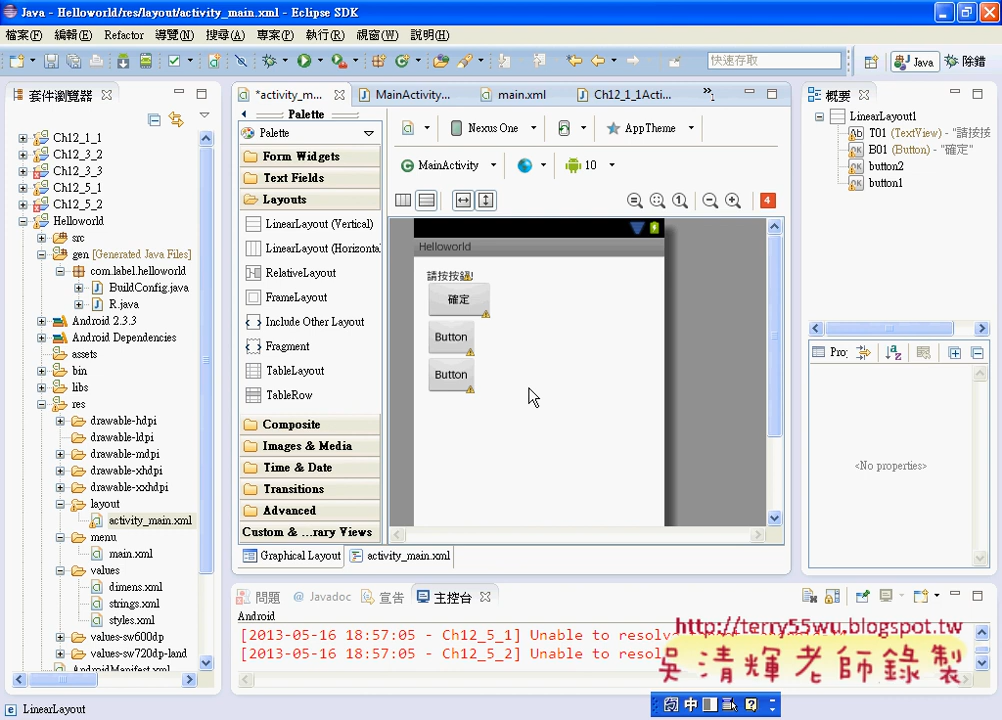 Java - Helloworld/res/layout/activity_main.xml - Eclipse SDK
檔案(F) 編輯(E) Refactor 導覽(N) 搜尋(A) 專案(P) 執行(R) 視窗(W) 說明(H)
快速存取
Java
除錯
套件瀏覽器
*activity_m...
MainActivity...
main.xml
Ch12_1_1Acti...
»1
概要
Ch12_1_1
Ch12_3_2
Ch12_3_3
Ch12_5_1
Ch12_5_2
Helloworld
src
gen [Generated Java Files]
com.label.helloworld
BuildConfig.java
R.java
Android 2.3.3
Android Dependencies
assets
bin
libs
res
drawable-hdpi
drawable-ldpi
drawable-mdpi
drawable-xhdpi
drawable-xxhdpi
layout
activity_main.xml
menu
main.xml
values
dimens.xml
strings.xml
styles.xml
values-sw600dp
values-sw720dp-land
AndroidManifest.xml
Palette
Palette
Form Widgets
Text Fields
Layouts
LinearLayout (Vertical)
LinearLayout (Horizonta
RelativeLayout
FrameLayout
Include Other Layout
Fragment
TableLayout
TableRow
Composite
Images & Media
Time & Date
Transitions
Advanced
Custom & ...rary Views
Nexus One
AppTheme
MainActivity
10
4
Helloworld
請按按鈕!
確定
Button
Button
Graphical Layout
activity_main.xml
LinearLayout1
T01 (TextView) - "請按按
B01 (Button) - "確定"
button2
button1
Pro
<No properties>
問題
@ Javadoc
宣告
主控台
Android
[2013-05-16 18:57:05 - Ch12_5_1] Unable to resolv
[2013-05-16 18:57:05 - Ch12_5_2] Unable to resol
http://terry55wu.blogspot.tw
吳清輝老師錄製
中
LinearLayout